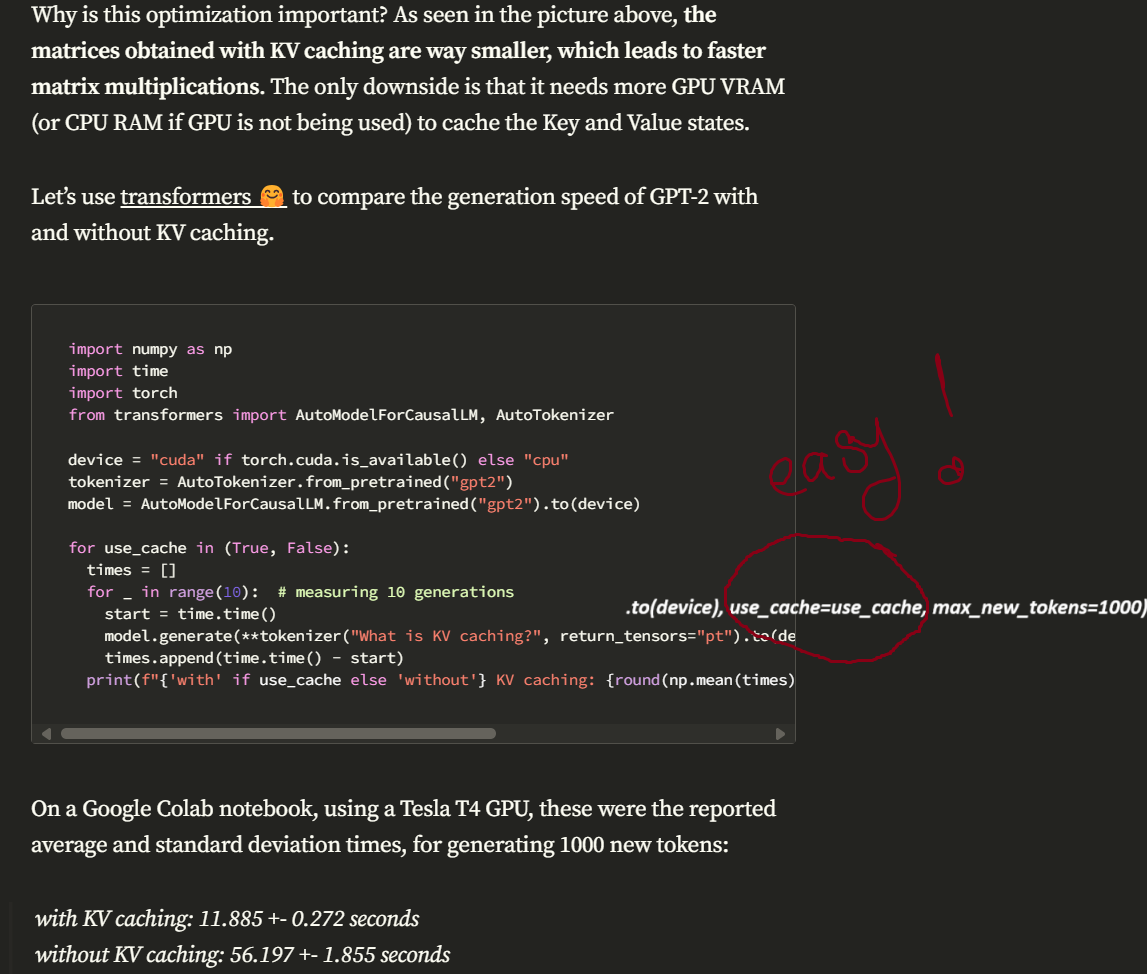 Why is this optimization important? As seen in the picture above, the
matrices obtained with KV caching are way smaller, which leads to faster
matrix multiplications. The only downside is that it needs more GPU VRAM
(or CPU RAM if GPU is not being used) to cache the Key and Value states.
Let’s use transformers 🤗 to compare the generation speed of GPT-2 with
and without KV caching.
import numpy as np
import time
import torch
from transformers import AutoModelForCausalLM, AutoTokenizer
device = "cuda" if torch.cuda.is_available() else "cpu"
tokenizer = AutoTokenizer.from_pretrained("gpt2")
model = AutoModelForCausalLM.from_pretrained("gpt2").to(device)
for use_cache in (True, False):
  times = []
  for _ in range(10):  # measuring 10 generations
    start = time.time()
    model.generate(**tokenizer("What is KV caching?", return_tensors="pt").to(de
    times.append(time.time() - start)
  print(f"{'with' if use_cache else 'without'} KV caching: {round(np.mean(times)
easy!
.to(device), use_cache=use_cache, max_new_tokens=1000)
On a Google Colab notebook, using a Tesla T4 GPU, these were the reported
average and standard deviation times, for generating 1000 new tokens:
with KV caching: 11.885 +- 0.272 seconds
without KV caching: 56.197 +- 1.855 seconds